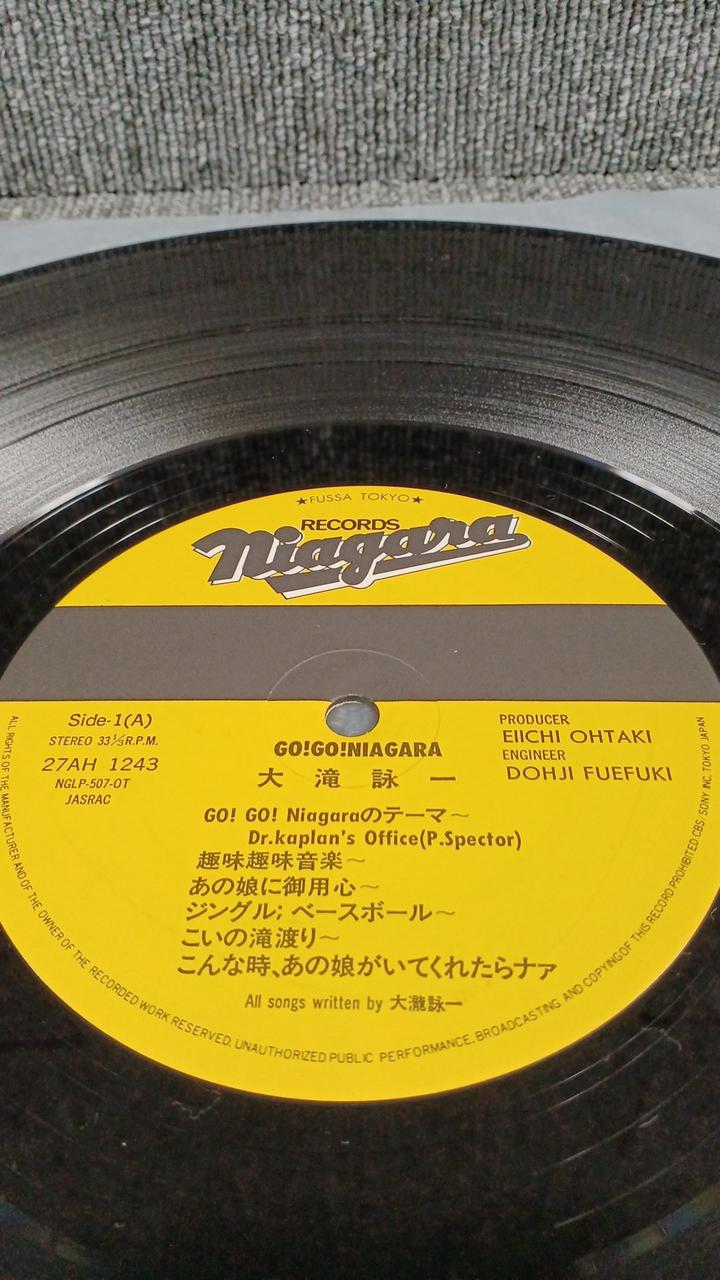 ★FUSSA TOKYO★
RECORDS
Niagara
Side-1(A)
STEREO 33⅓R.P.M.
27AH 1243
NGLP-507-OT
JASRAC
PRODUCER
EIICHI OHTAKI
ENGINEER
DOHJI FUEFUKI
GO!GO!NIAGARA
大滝詠一
GO! GO! Niagaraのテーマ〜
Dr.kaplan's Office(P.Spector)
趣味趣味音楽〜
あの娘に御用心〜
ジングル; ベースボール〜
こいの滝渡り〜
こんな時、あの娘がいてくれたらナァ
All songs written by 大瀧詠一
ALL RIGHTS OF THE MANUFACTURER AND OF THE OWNER OF THE RECORDED WORK RESERVED. UNAUTHORIZED PUBLIC PERFORMANCE, BROADCASTING AND COPYING OF THIS RECORD PROHIBITED CBS/SONY INC, TOKYO JAPAN